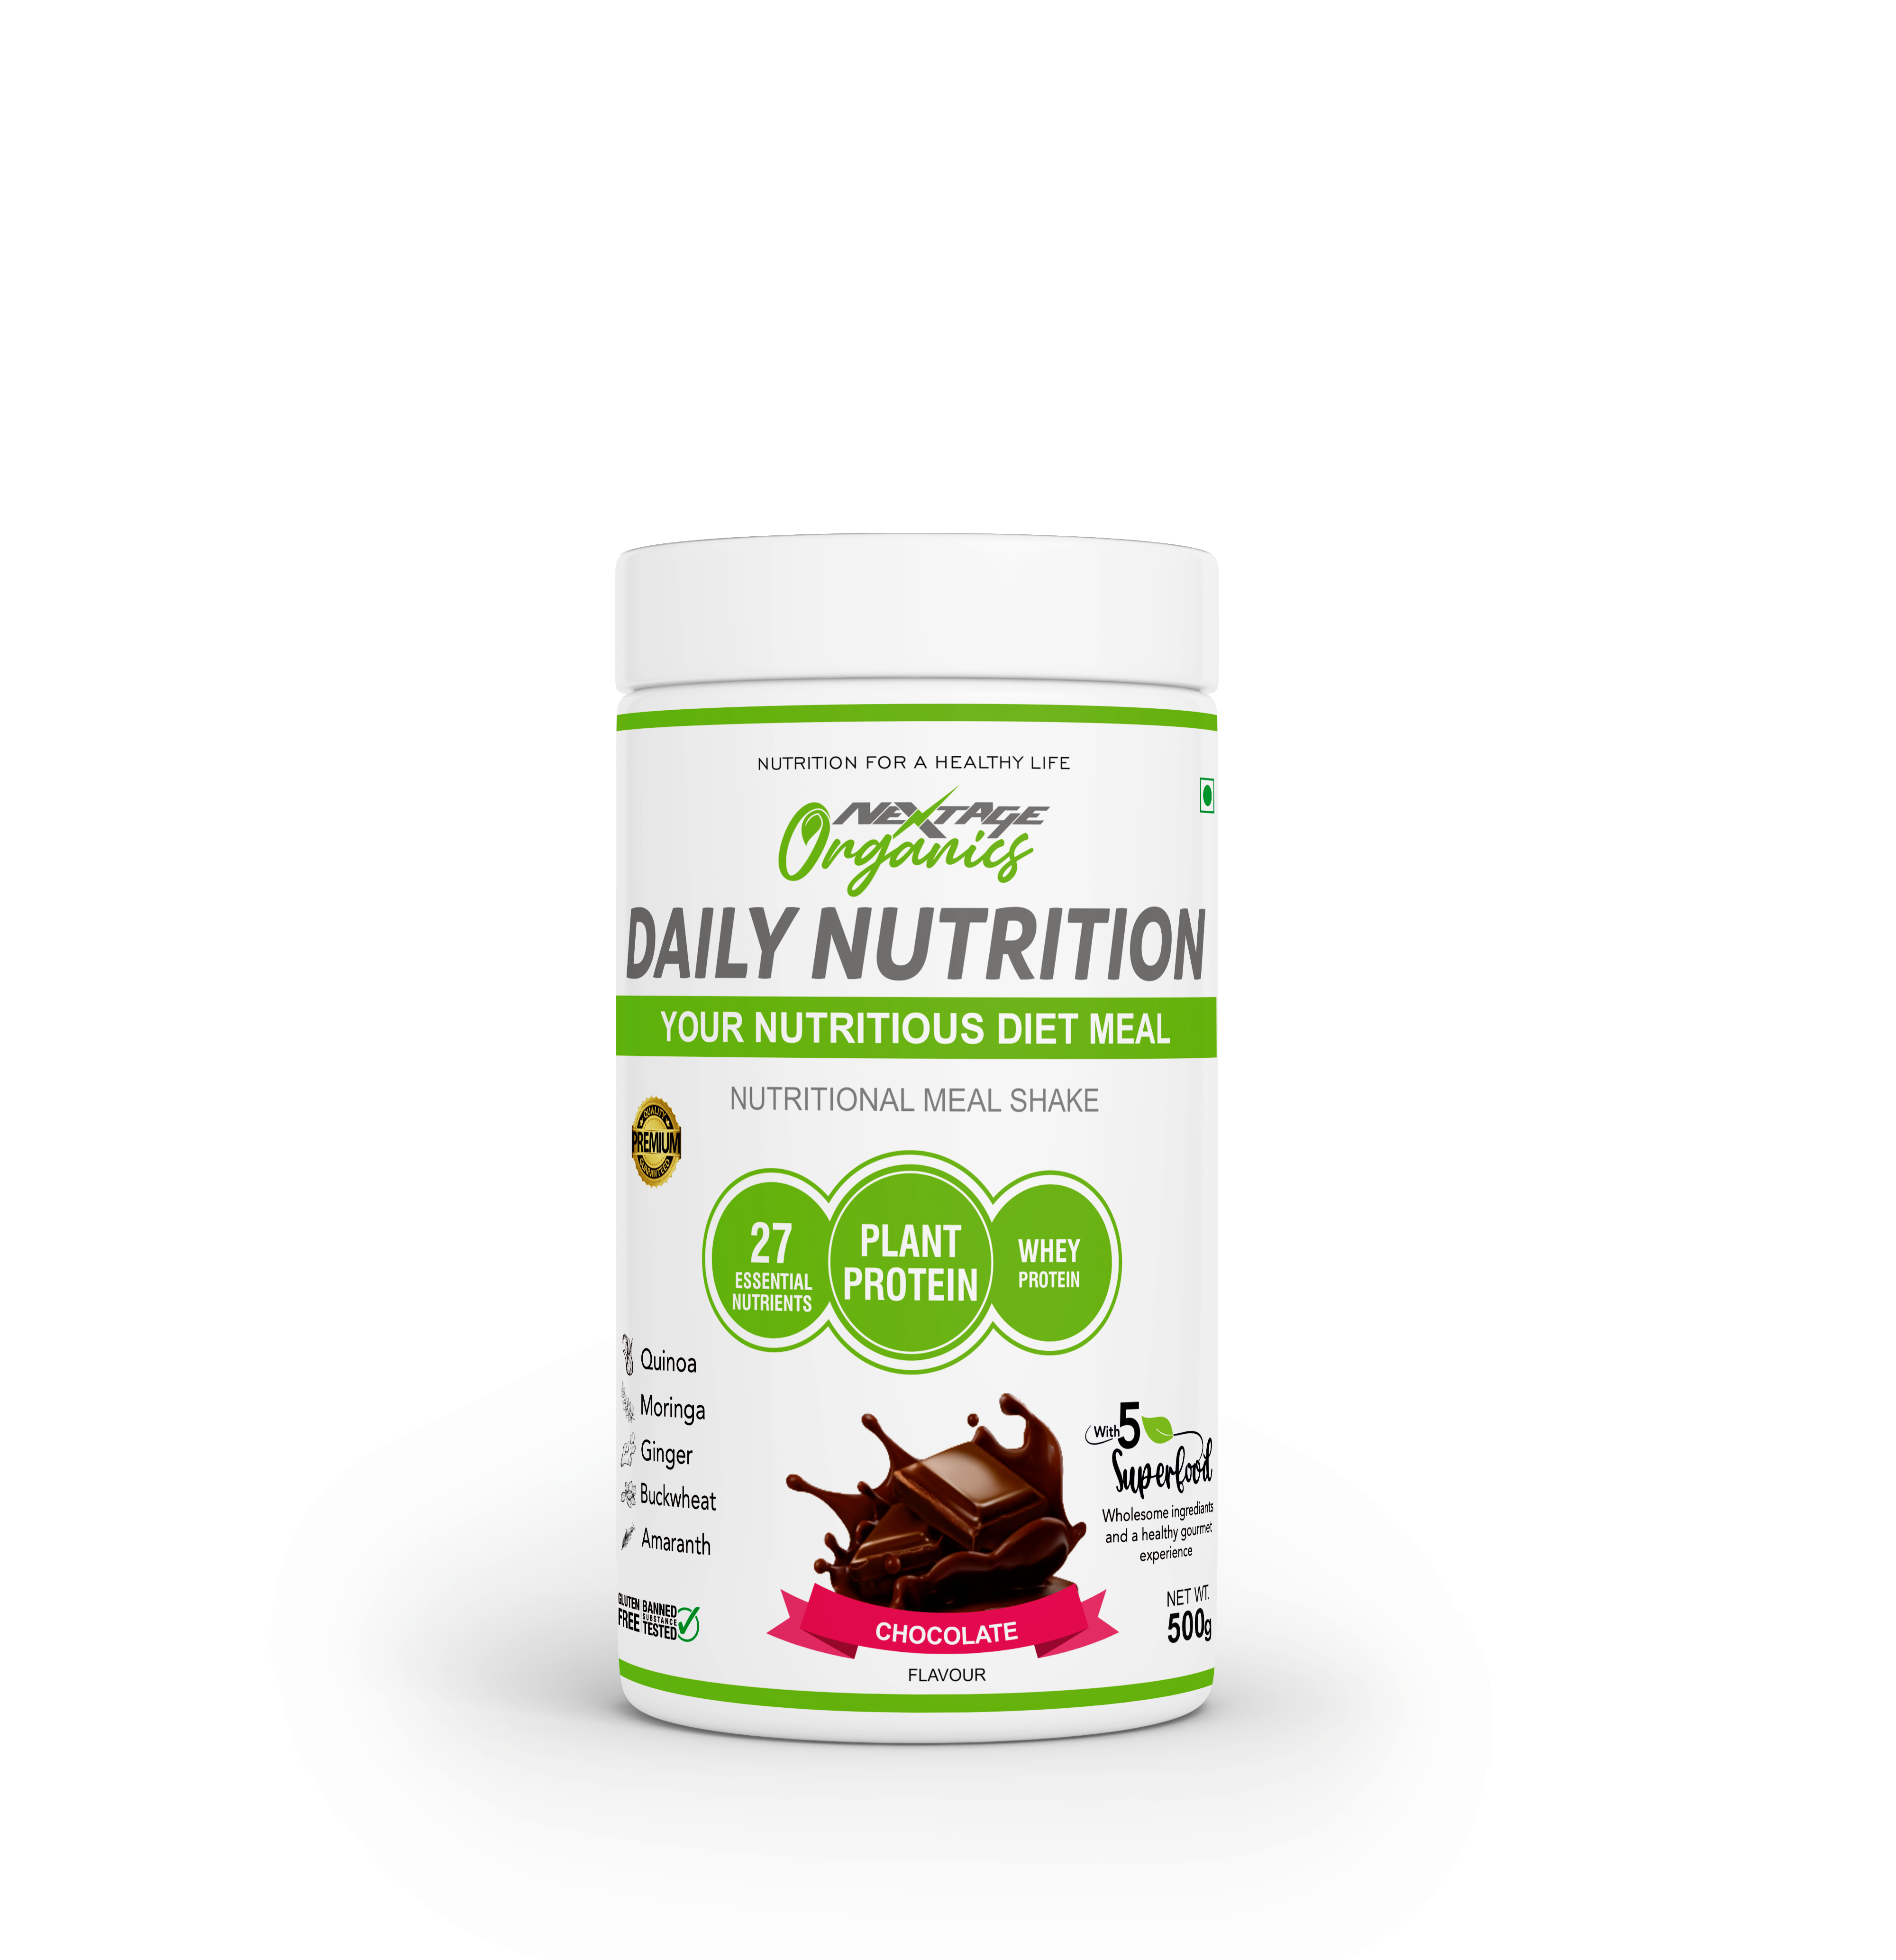 NUTRITION FOR A HEALTHY LIFE
NEXTAGE
Organics
DAILY NUTRITION
YOUR NUTRITIOUS DIET MEAL
NUTRITIONAL MEAL SHAKE
QUALITY
PREMIUM
GUARANTEED
27
ESSENTIAL
NUTRIENTS
PLANT
PROTEIN
WHEY
PROTEIN
Quinoa
Moringa
Ginger
Buckwheat
Amaranth
With 5
Superfood
Wholesome ingrediants
and a healthy gourmet
experience
GLUTEN
FREE
BANNED
SUBSTANCE
TESTED
CHOCOLATE
FLAVOUR
NET WT.
500g